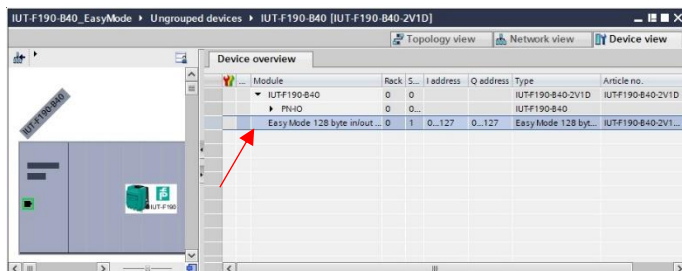 IUT-F190-B40_EasyMode ▸ Ungrouped devices ▸ IUT-F190-B40 [IUT-F190-B40-2V1D]
Topology view Network view Device view
Device overview
... Module Rack S... I address Q address Type Article no.
IUT-F190-B40 0 0 IUT-F190-B40-2V1D IUT-F190-B40-2V1D
PN-IO 0 0... IUT-F190-B40
Easy Mode 128 byte in/out ... 0 1 0...127 0...127 Easy Mode 128 byt... IUT-F190-B40-2V1...
IUT-F190-B40
IUT-F190